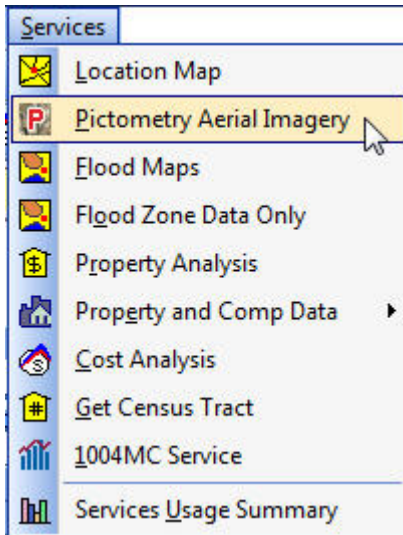 Services
Location Map
Pictometry Aerial Imagery
Flood Maps
Flood Zone Data Only
Property Analysis
Property and Comp Data
Cost Analysis
Get Census Tract
1004MC Service
Services Usage Summary